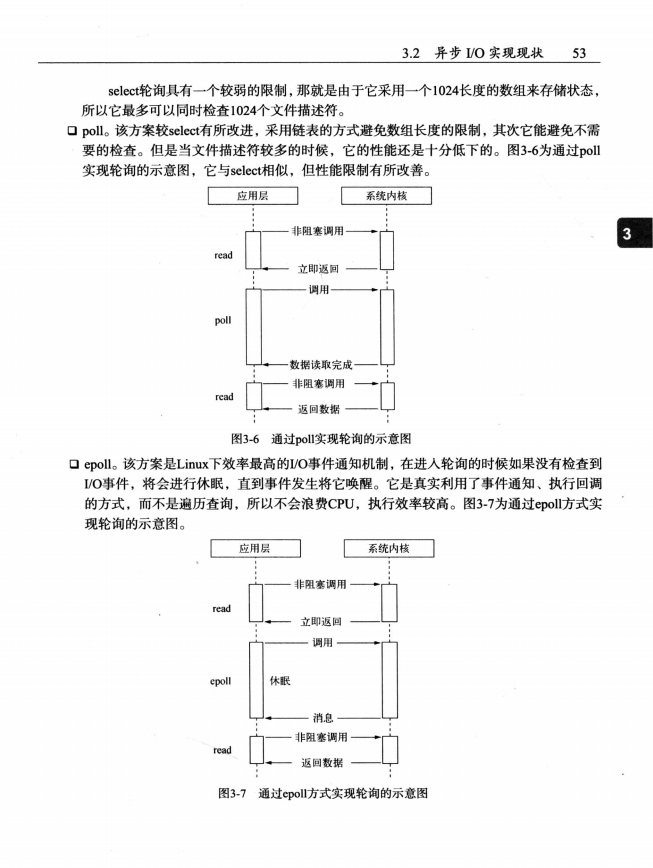 3.2 异步 I/O 实现现状 53
select轮询具有一个较弱的限制，那就是由于它采用一个1024长度的数组来存储状态，
所以它最多可以同时检查1024个文件描述符。
❑ poll。该方案较select有所改进，采用链表的方式避免数组长度的限制，其次它能避免不需
要的检查。但是当文件描述符较多的时候，它的性能还是十分低下的。图3-6为通过poll
实现轮询的示意图，它与select相似，但性能限制有所改善。
应用层 系统内核
3
非阻塞调用
read
立即返回
调用
poll
数据读取完成
非阻塞调用
read
返回数据
图3-6 通过poll实现轮询的示意图
❑ epoll。该方案是Linux下效率最高的I/O事件通知机制，在进入轮询的时候如果没有检查到
I/O事件，将会进行休眠，直到事件发生将它唤醒。它是真实利用了事件通知、执行回调
的方式，而不是遍历查询，所以不会浪费CPU，执行效率较高。图3-7为通过epoll方式实
现轮询的示意图。
应用层 系统内核
非阻塞调用
read
立即返回
调用
epoll 休眠
消息
非阻塞调用
read
返回数据
图3-7 通过epoll方式实现轮询的示意图